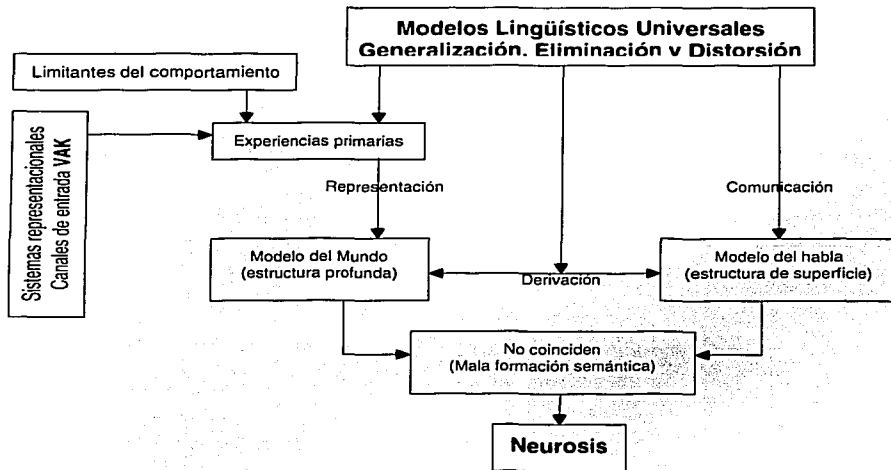 Modelos Lingüísticos Universales
Generalización. Eliminación y Distorsión
Limitantes del comportamiento
Sistemas representacionales
Canales de entrada VAK
Experiencias primarias
Representación
Comunicación
Modelo del Mundo
(estructura profunda)
Derivación
Modelo del habla
(estructura de superficie)
No coinciden
(Mala formación semántica)
Neurosis